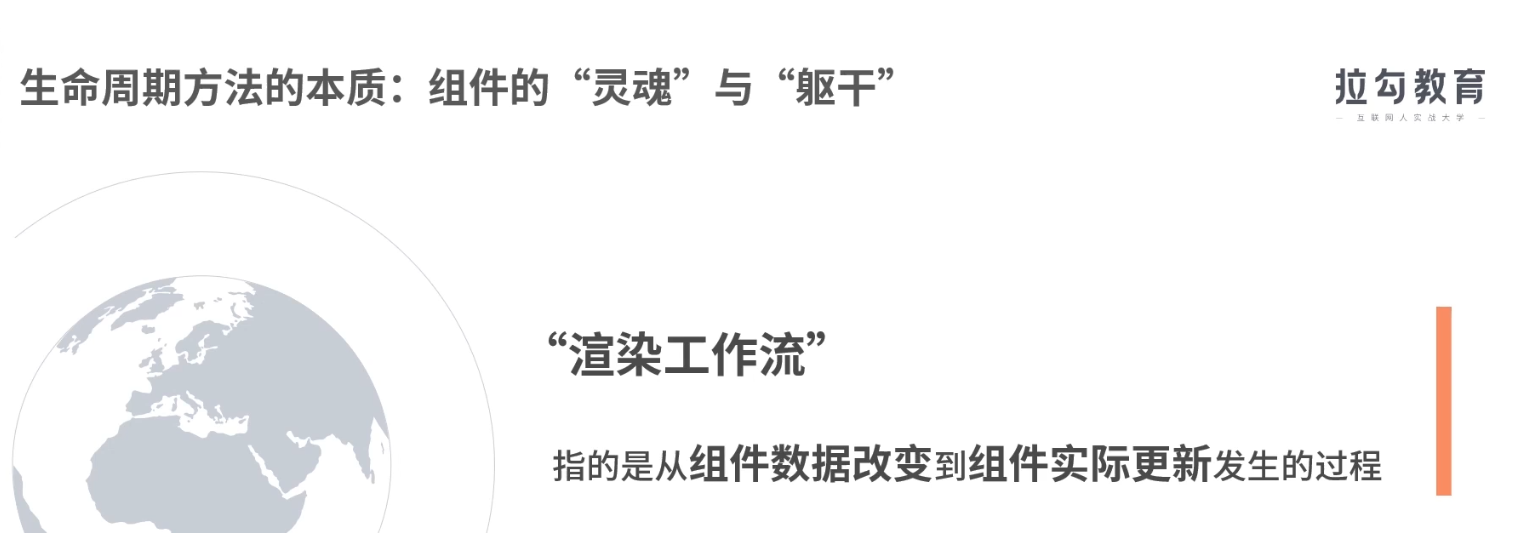 生命周期方法的本质：组件的“灵魂”与“躯干”
拉勾教育
— 互联网人实战大学 —
“渲染工作流”
指的是从组件数据改变到组件实际更新发生的过程